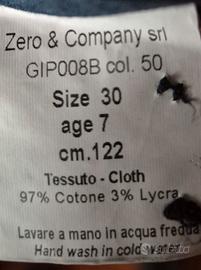 Zero & Company srl
GIP008B col. 50
Size 30
age 7
cm.122
Tessuto - Cloth
97% Cotone 3% Lycra
Lavare a mano in acqua fredda
Hand wash in cold water